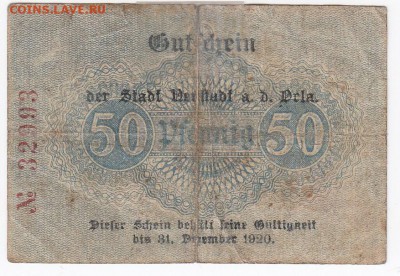 COINS.LAVE.RU
Gutschein
der Stadt Neustadt a. d. Orla.
50 Pfennig 50
№ 32993
Dieser Schein behält seine Gültigkeit
bis 31. Dezember 1920.